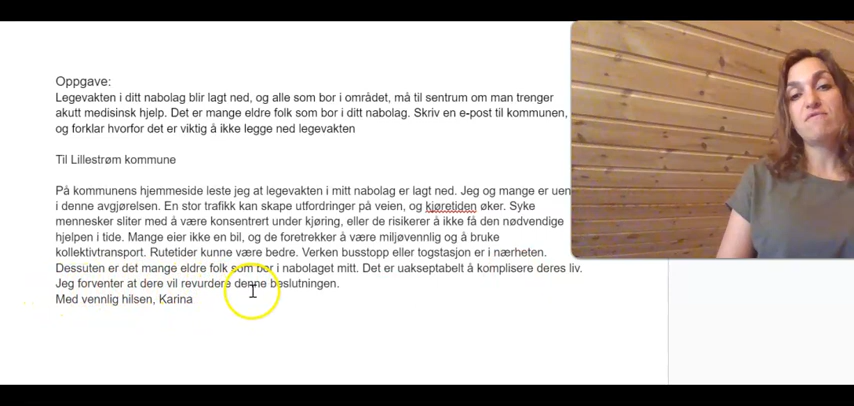 Oppgave:
Legevakten i ditt nabolag blir lagt ned, og alle som bor i området, må til sentrum om man trenger
akutt medisinsk hjelp. Det er mange eldre folk som bor i ditt nabolag. Skriv en e-post til kommunen,
og forklar hvorfor det er viktig å ikke legge ned legevakten
Til Lillestrøm kommune
På kommunens hjemmeside leste jeg at legevakten i mitt nabolag er lagt ned. Jeg og mange er
i denne avgjørelsen. En stor trafikk kan skape utfordringer på veien, og kjøretiden øker. Syke
mennesker sliter med å være konsentrert under kjøring, eller de risikerer å ikke få den nødvendige
hjelpen i tide. Mange eier ikke en bil, og de foretrekker å være miljøvennlig og å bruke
kollektivtransport. Rutetider kunne være bedre. Verken busstopp eller togstasjon er i nærheten.
Dessuten er det mange eldre folk som bor i nabolaget mitt. Det er uakseptabelt å komplisere deres liv.
Jeg forventer at dere vil revurdere denne beslutningen.
Med vennlig hilsen, Karina